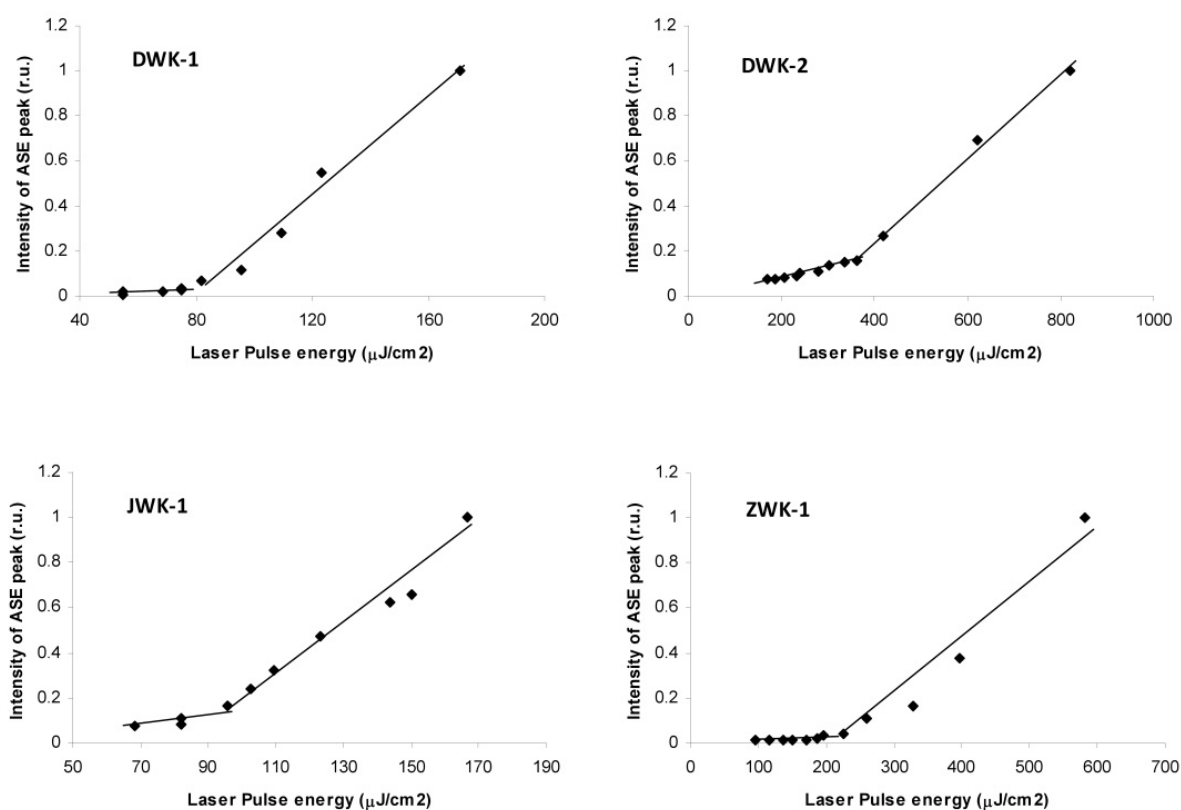 DWK-1
Intensity of ASE peak (r.u.)
1.2
1
0.8
0.6
0.4
0.2
0
40 80 120 160 200
Laser Pulse energy (μJ/cm2)
DWK-2
Intensity of ASE peak (r.u.)
1.2
1
0.8
0.6
0.4
0.2
0
0 200 400 600 800 1000
Laser Pulse energy (μJ/cm2)
JWK-1
Intensity of ASE peak (r.u.)
1.2
1
0.8
0.6
0.4
0.2
0
50 70 90 110 130 150 170 190
Laser Pulse energy (μJ/cm2)
ZWK-1
Intensity of ASE peak (r.u.)
1.2
1
0.8
0.6
0.4
0.2
0
0 100 200 300 400 500 600 700
Laser Pulse energy (μJ/cm2)